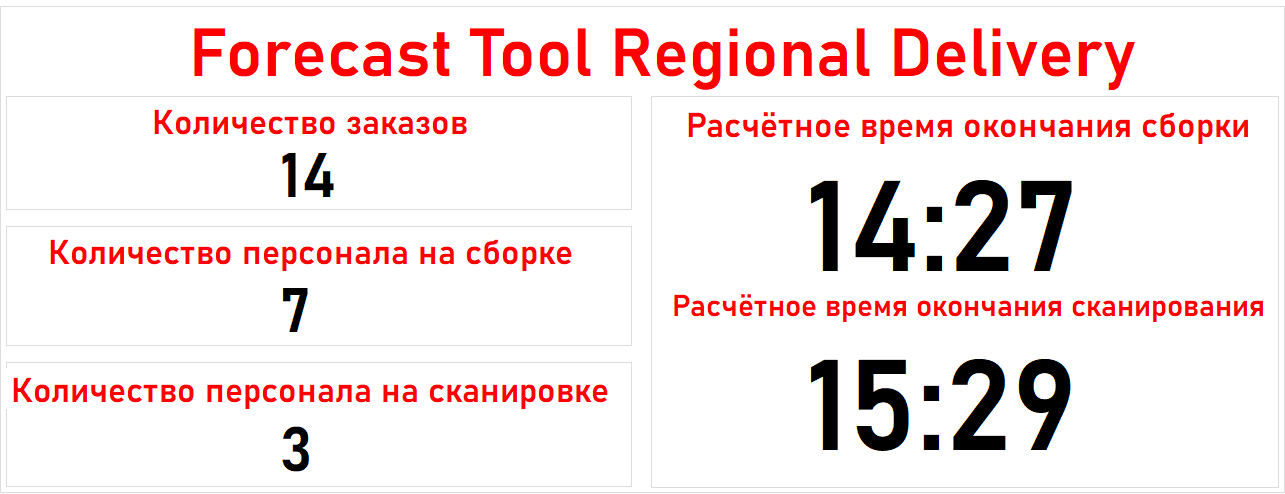 Forecast Tool Regional Delivery
Количество заказов
14
Количество персонала на сборке
7
Количество персонала на сканировке
3
Расчётное время окончания сборки
14:27
Расчётное время окончания сканирования
15:29